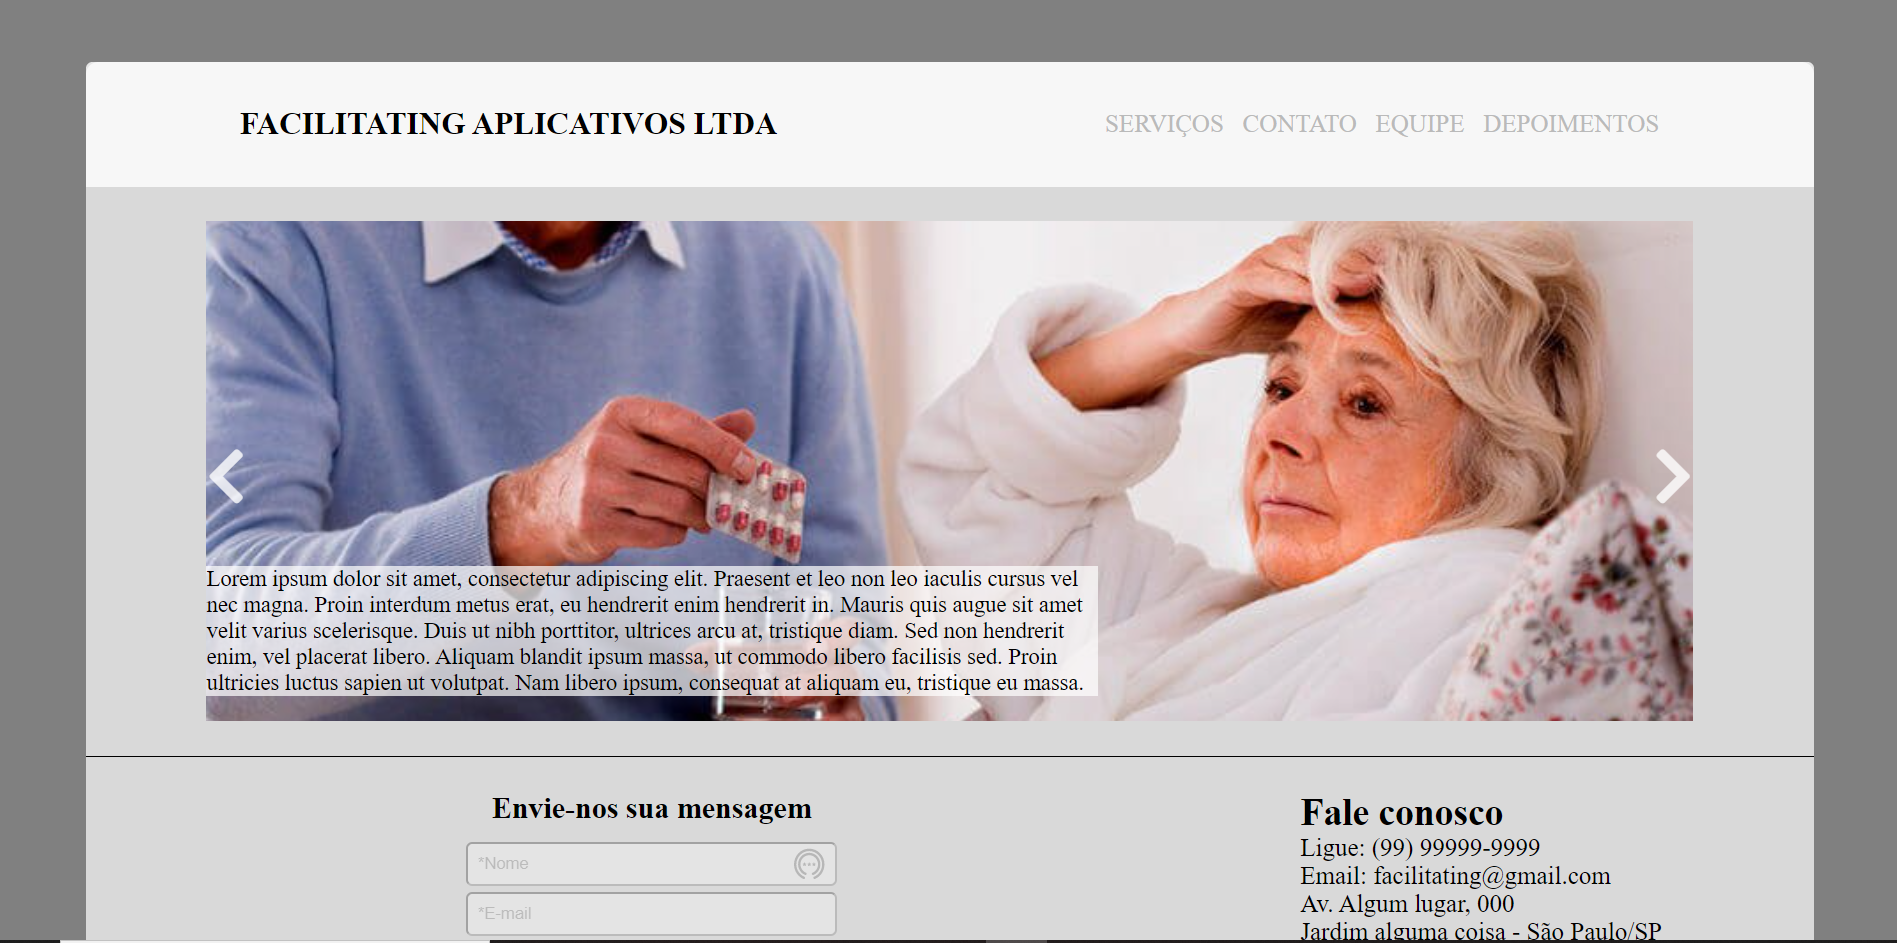 FACILITATING APLICATIVOS LTDA
SERVIÇOS CONTATO EQUIPE DEPOIMENTOS
Lorem ipsum dolor sit amet, consectetur adipiscing elit. Praesent et leo non leo iaculis cursus vel
nec magna. Proin interdum metus erat, eu hendrerit enim hendrerit in. Mauris quis augue sit amet
velit varius scelerisque. Duis ut nibh porttitor, ultrices arcu at, tristique diam. Sed non hendrerit
enim, vel placerat libero. Aliquam blandit ipsum massa, ut commodo libero facilisis sed. Proin
ultricies luctus sapien ut volutpat. Nam libero ipsum, consequat at aliquam eu, tristique eu massa.
Envie-nos sua mensagem
*Nome
*E-mail
Fale conosco
Ligue: (99) 99999-9999
Email: facilitating@gmail.com
Av. Algum lugar, 000
Jardim alguma coisa - São Paulo/SP